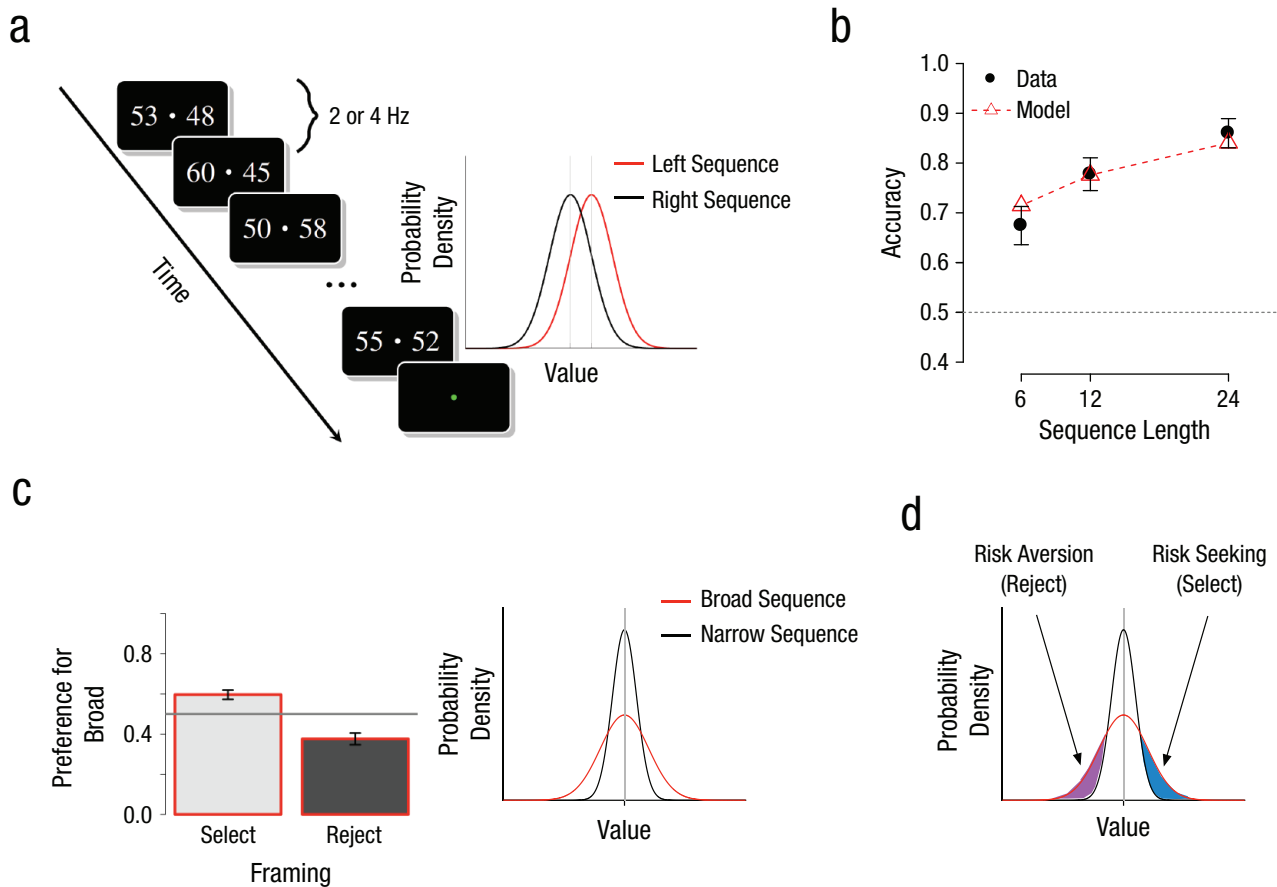 a
53 • 48
2 or 4 Hz
60 • 45
50 • 58
...
55 • 52
Time
Left Sequence
Right Sequence
Probability
Density
Value
b
1.0
0.9
0.8
0.7
0.6
0.5
0.4
Accuracy
Data
Model
6
12
24
Sequence Length
c
0.8
0.4
0.0
Preference for
Broad
Select
Reject
Framing
Broad Sequence
Narrow Sequence
Probability
Density
Value
d
Risk Aversion
(Reject)
Risk Seeking
(Select)
Probability
Density
Value